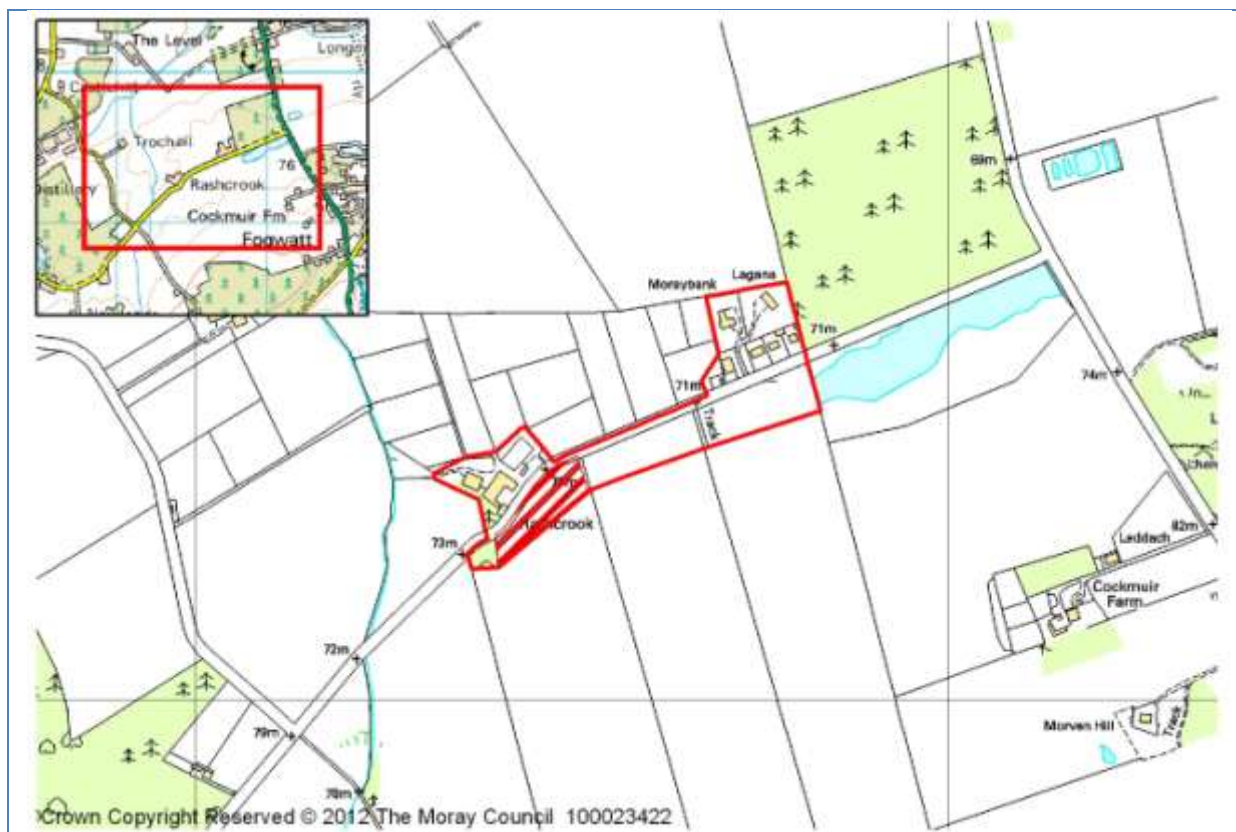 The Level
Longm
Trochail
76
Distillery
Rashcrook
Cockmuir Fm
Fogwatt
69m
Lagana
Moraybank
71m
71m
Track
74m
Rashcrook
73m
82m
Leddach
Cockmuir
Farm
72m
79m
Morven Hill
Track
78m
Crown Copyright Reserved © 2012 The Moray Council 100023422